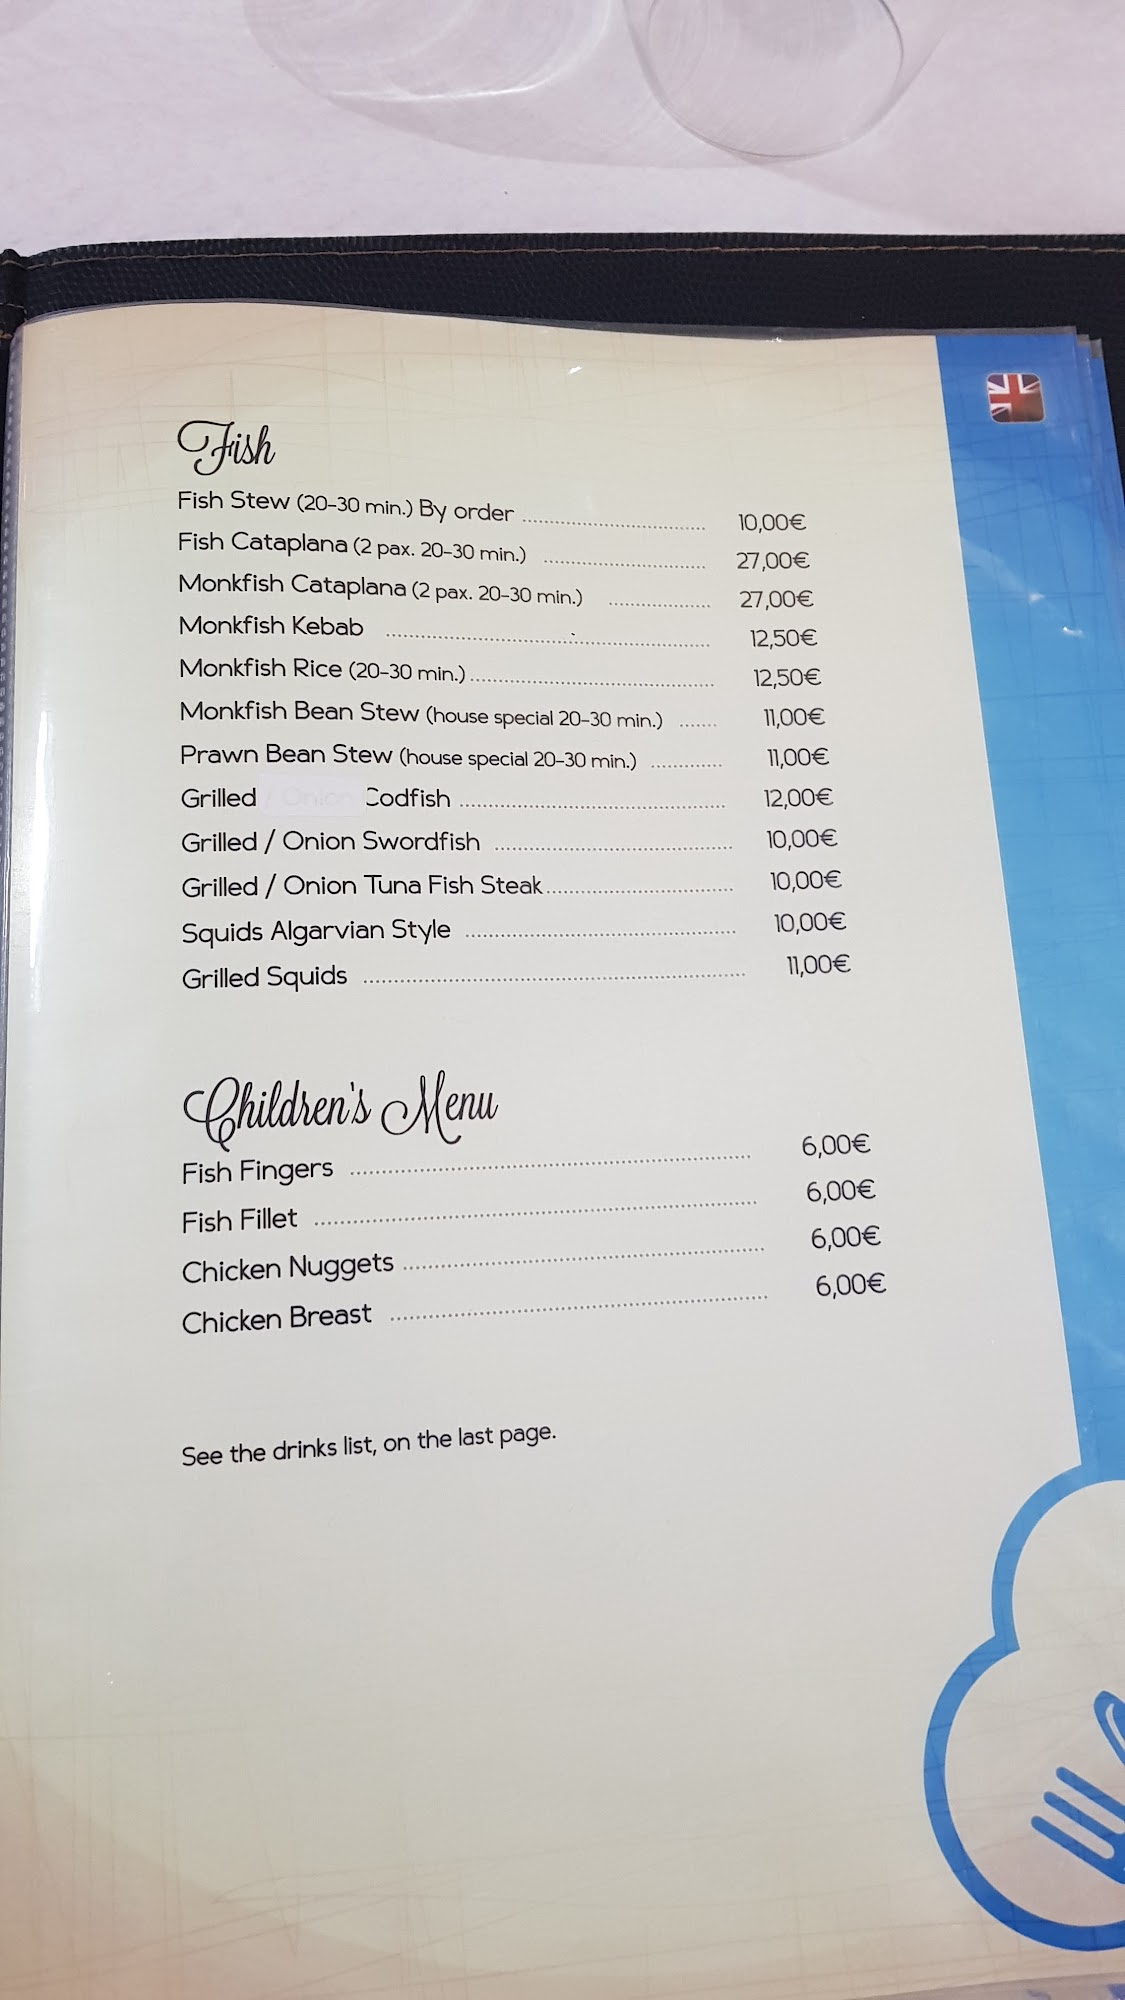 Fish
Fish Stew (20-30 min.) By order ........................ 10,00€
Fish Cataplana (2 pax. 20-30 min.) ........................ 27,00€
Monkfish Cataplana (2 pax. 20-30 min.) ............... 27,00€
Monkfish Kebab ........................ 12,50€
Monkfish Rice (20-30 min.) ........................ 12,50€
Monkfish Bean Stew (house special 20-30 min.) ....... 11,00€
Prawn Bean Stew (house special 20-30 min.) ............ 11,00€
Grilled / Onion Codfish ........................ 12,00€
Grilled / Onion Swordfish ........................ 10,00€
Grilled / Onion Tuna Fish Steak ........................ 10,00€
Squids Algarvian Style ........................ 10,00€
Grilled Squids ........................ 11,00€
Children's Menu
Fish Fingers ........................ 6,00€
Fish Fillet ........................ 6,00€
Chicken Nuggets ........................ 6,00€
Chicken Breast ........................ 6,00€
See the drinks list, on the last page.